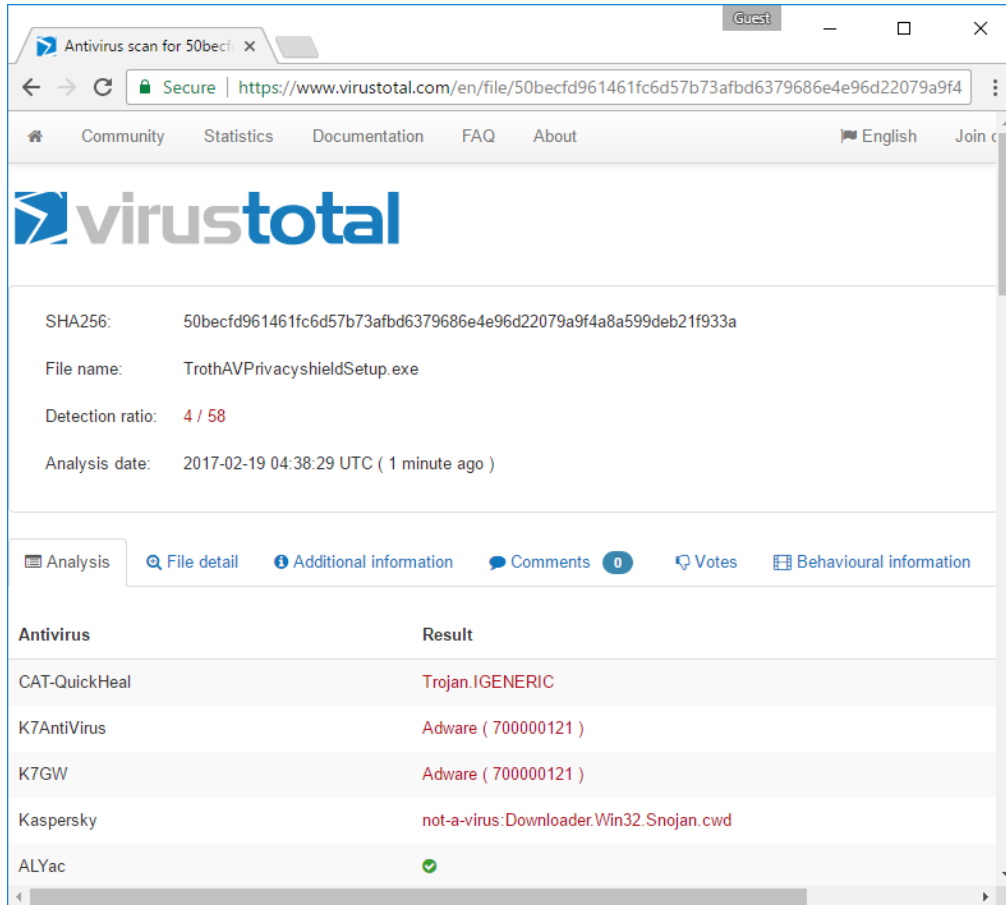 Guest
Antivirus scan for 50becf
Secure | https://www.virustotal.com/en/file/50becfd961461fc6d57b73afbd6379686e4e96d22079a9f4
Community Statistics Documentation FAQ About English Join
virustotal
SHA256: 50becfd961461fc6d57b73afbd6379686e4e96d22079a9f4a8a599deb21f933a
File name: TrothAVPrivacyshieldSetup.exe
Detection ratio: 4 / 58
Analysis date: 2017-02-19 04:38:29 UTC ( 1 minute ago )
Analysis File detail Additional information Comments 0 Votes Behavioural information
Antivirus Result
CAT-QuickHeal Trojan.IGENERIC
K7AntiVirus Adware ( 700000121 )
K7GW Adware ( 700000121 )
Kaspersky not-a-virus:Downloader.Win32.Snojan.cwd
ALYac